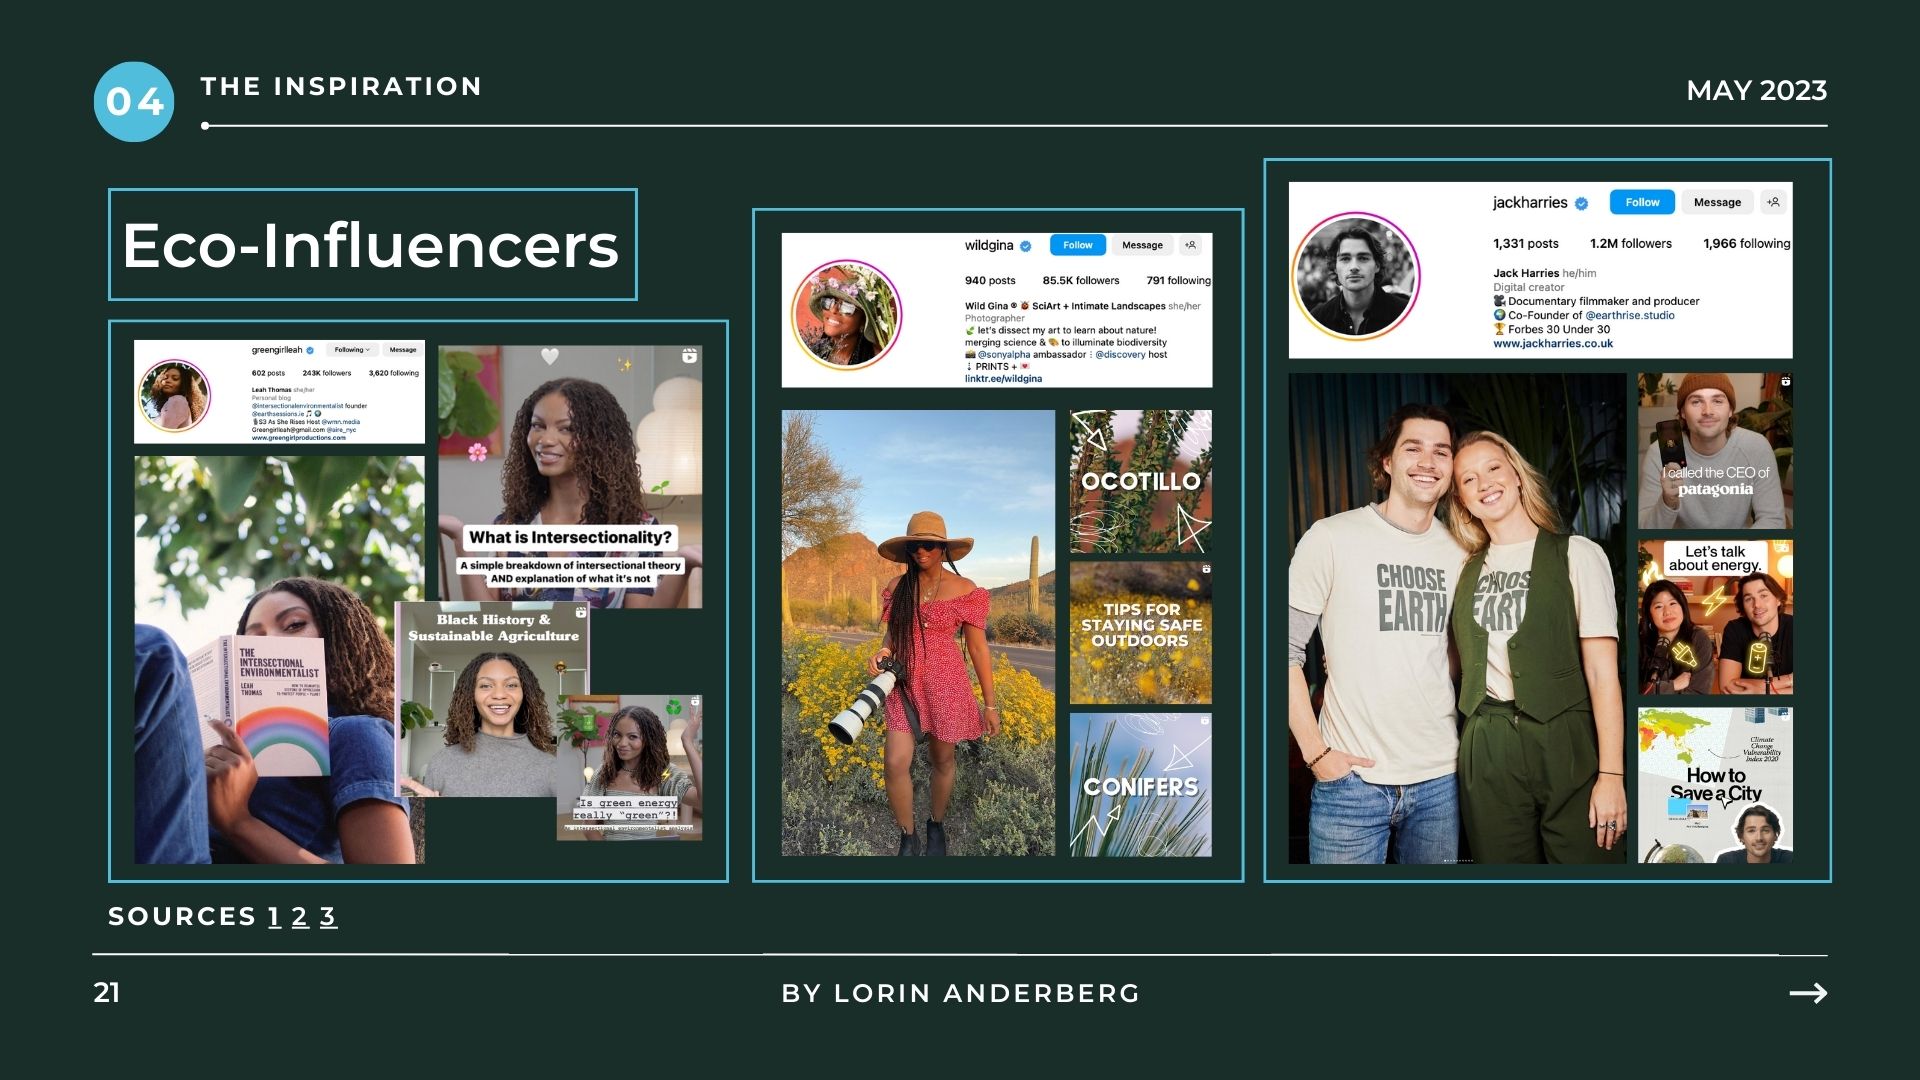 04
THE INSPIRATION
MAY 2023
Eco-Influencers
greengirlleah Following Message
602 posts 243K followers 3,620 following
Leah Thomas she/her
Personal blog
@intersectionalenvironmentalist founder
@earthsessions.ie
S3 As She Rises Host @wmn.media
Greengirlleah@gmail.com @aire_nyc
www.greengirlproductions.com
What is Intersectionality?
A simple breakdown of intersectional theory
AND explanation of what it's not
THE
INTERSECTIONAL
ENVIRONMENTALIST
LEAH
THOMAS
Black History &
Sustainable Agriculture
Is green energy
really "green"?!
wildgina Follow Message
940 posts 85.5K followers 791 following
Wild Gina ® 🐞 SciArt + Intimate Landscapes she/her
Photographer
🌿 let's dissect my art to learn about nature!
merging science & 🎨 to illuminate biodiversity
📸 @sonyalpha ambassador ⋮ @discovery host
↓ PRINTS + 💌
linktr.ee/wildgina
OCOTILLO
TIPS FOR
STAYING SAFE
OUTDOORS
CONIFERS
jackharries Follow Message
1,331 posts 1.2M followers 1,966 following
Jack Harries he/him
Digital creator
🎥 Documentary filmmaker and producer
🌍 Co-Founder of @earthrise.studio
🏆 Forbes 30 Under 30
www.jackharries.co.uk
CHOOSE
EARTH
CHOOS
EART
I called the CEO of
patagonia
Let's talk
about energy.
Climate
Change
Vulnerability
Index 2020
How to
Save a City
SOURCES 1 2 3
21
BY LORIN ANDERBERG